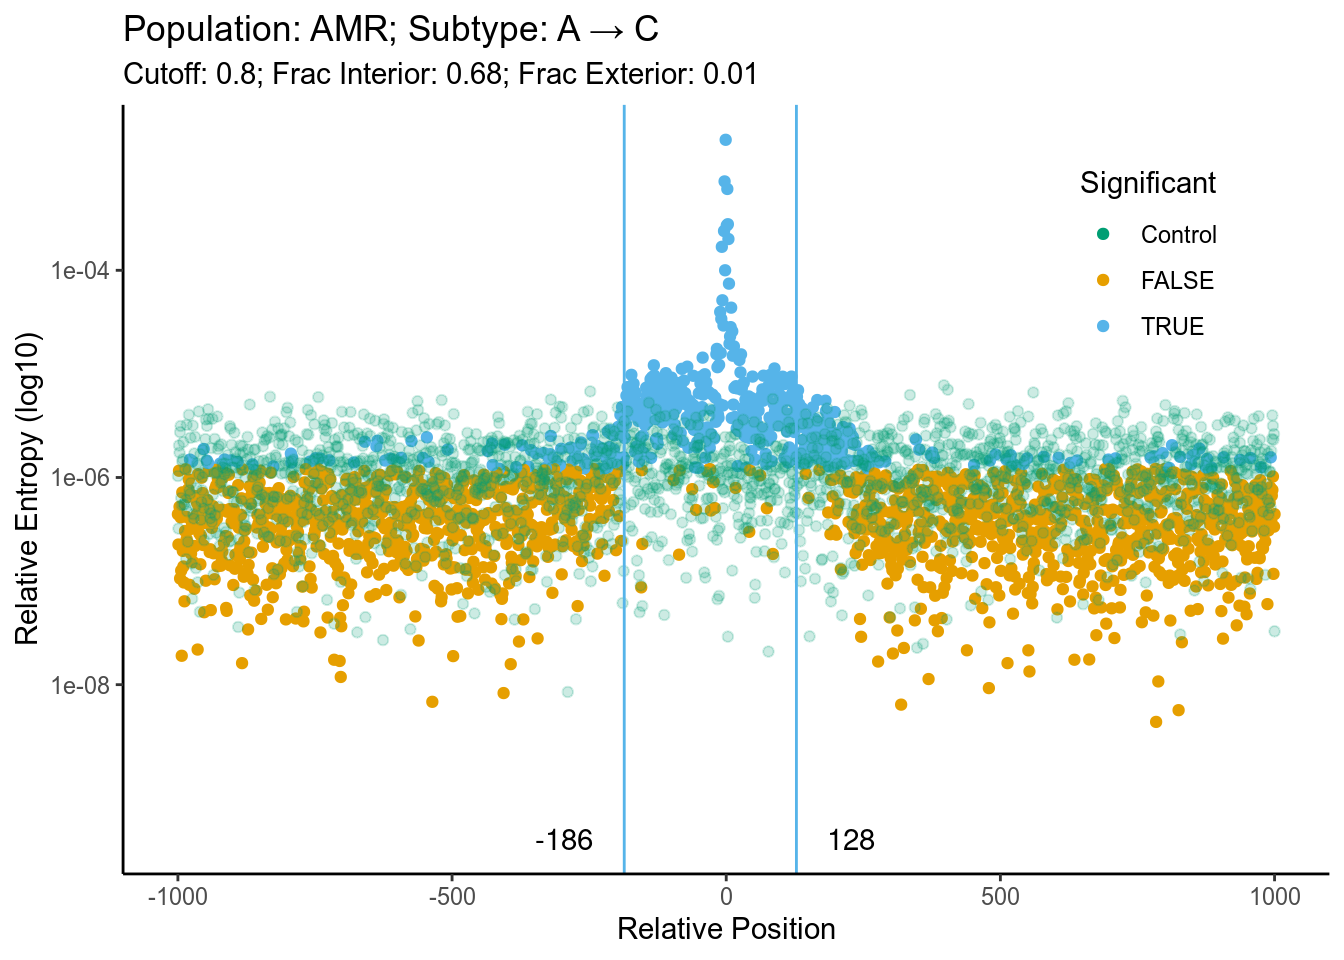 Population: AMR; Subtype: A → C
Cutoff: 0.8; Frac Interior: 0.68; Frac Exterior: 0.01
Significant
Control
FALSE
TRUE
1e-04
1e-06
1e-08
Relative Entropy (log10)
-186
128
-1000
-500
0
500
1000
Relative Position